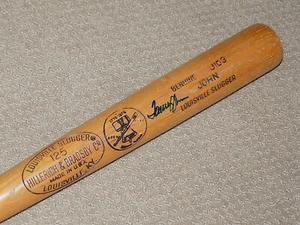 LOUISVILLE SLUGGER
125
HILLERICH & BRADSBY Co
MADE IN U.S.A.
LOUISVILLE, KY.
GENUINE J103
JOHN
LOUISVILLE SLUGGER